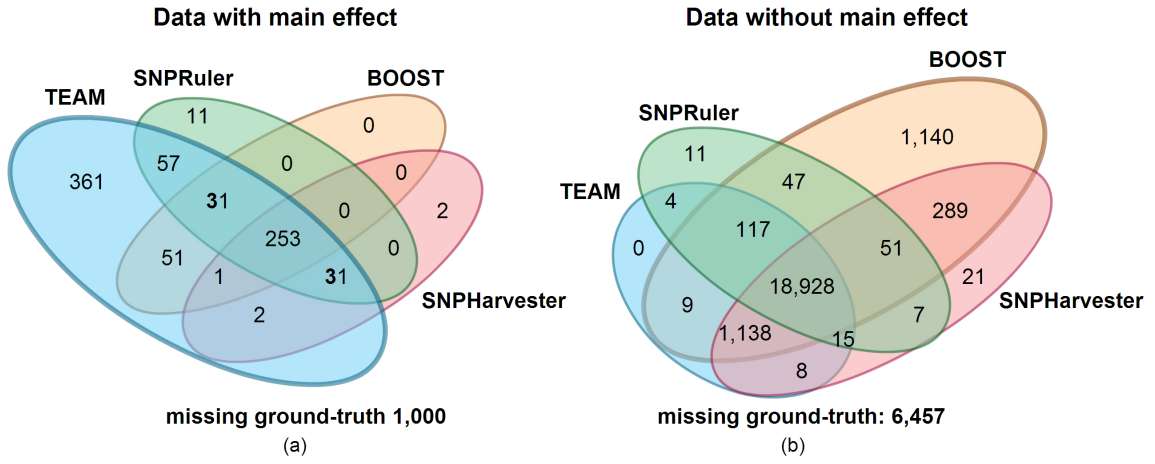 Data with main effect
SNPRuler
BOOST
TEAM
11
0
57
0
0
361
31
0
2
253
51
0
1
31
2
SNPHarvester
missing ground-truth 1,000
(a)
Data without main effect
BOOST
SNPRuler
1,140
11
47
TEAM
4
289
117
0
51
21
18,928
SNPHarvester
9
7
1,138
15
8
missing ground-truth: 6,457
(b)